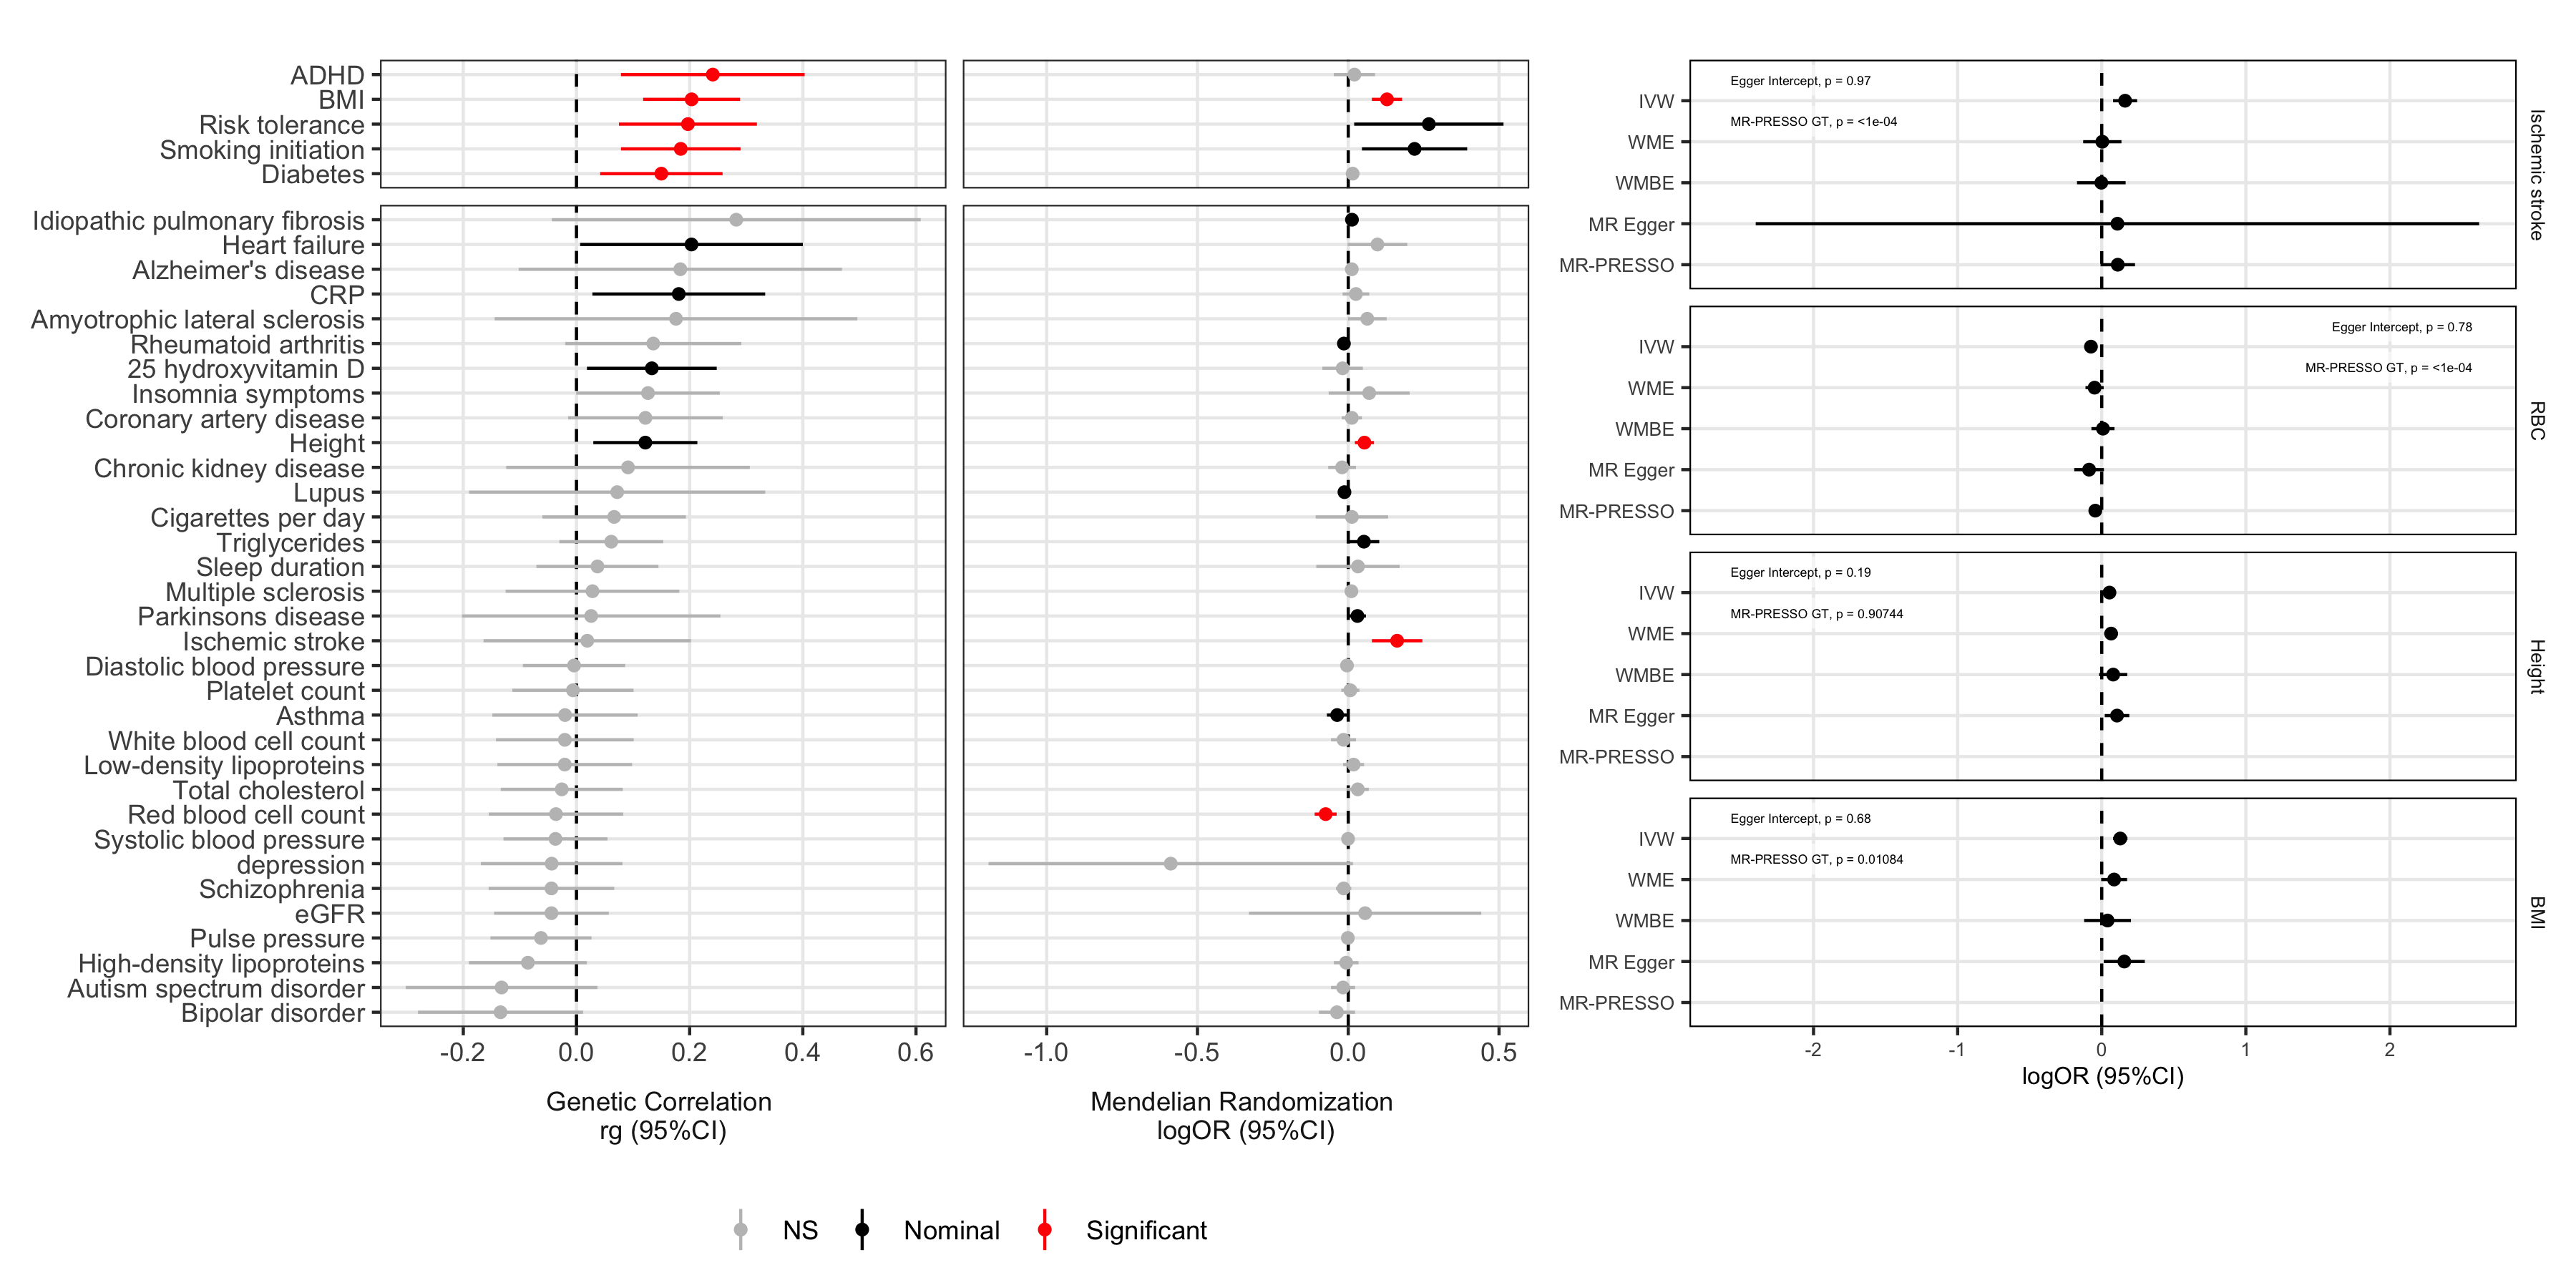 ADHD
BMI
Risk tolerance
Smoking initiation
Diabetes
Idiopathic pulmonary fibrosis
Heart failure
Alzheimer's disease
CRP
Amyotrophic lateral sclerosis
Rheumatoid arthritis
25 hydroxyvitamin D
Insomnia symptoms
Coronary artery disease
Height
Chronic kidney disease
Lupus
Cigarettes per day
Triglycerides
Sleep duration
Multiple sclerosis
Parkinsons disease
Ischemic stroke
Diastolic blood pressure
Platelet count
Asthma
White blood cell count
Low-density lipoproteins
Total cholesterol
Red blood cell count
Systolic blood pressure
depression
Schizophrenia
eGFR
Pulse pressure
High-density lipoproteins
Autism spectrum disorder
Bipolar disorder
-0.2 0.0 0.2 0.4 0.6
Genetic Correlation
rg (95%CI)
-1.0 -0.5 0.0 0.5
Mendelian Randomization
logOR (95%CI)
NS Nominal Significant
Egger Intercept, p = 0.97
IVW
MR-PRESSO GT, p = <1e-04
WME
WMBE
MR Egger
MR-PRESSO
Ischemic stroke
Egger Intercept, p = 0.78
IVW
MR-PRESSO GT, p = <1e-04
WME
WMBE
MR Egger
MR-PRESSO
RBC
Egger Intercept, p = 0.19
IVW
MR-PRESSO GT, p = 0.90744
WME
WMBE
MR Egger
MR-PRESSO
Height
Egger Intercept, p = 0.68
IVW
MR-PRESSO GT, p = 0.01084
WME
WMBE
MR Egger
MR-PRESSO
BMI
-2 -1 0 1 2
logOR (95%CI)